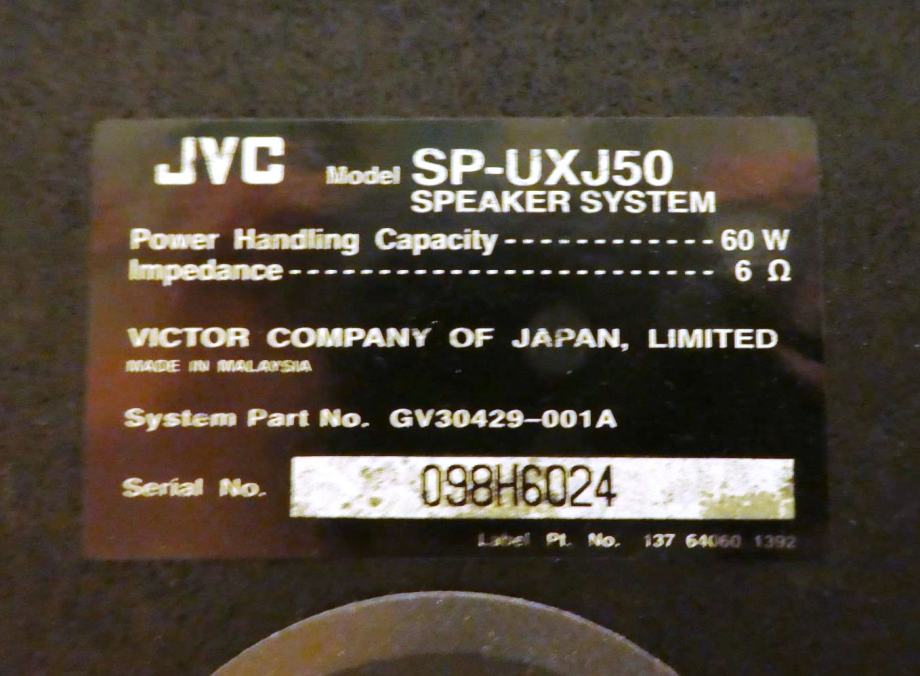 JVC Model SP-UXJ50
SPEAKER SYSTEM
Power Handling Capacity ------------ 60 W
Impedance ------------------------ 6 Ω
VICTOR COMPANY OF JAPAN, LIMITED
MADE IN MALAYSIA
System Part No. GV30429-001A
Serial No. 098H6024
Label Pt. No. 137 64060 1392